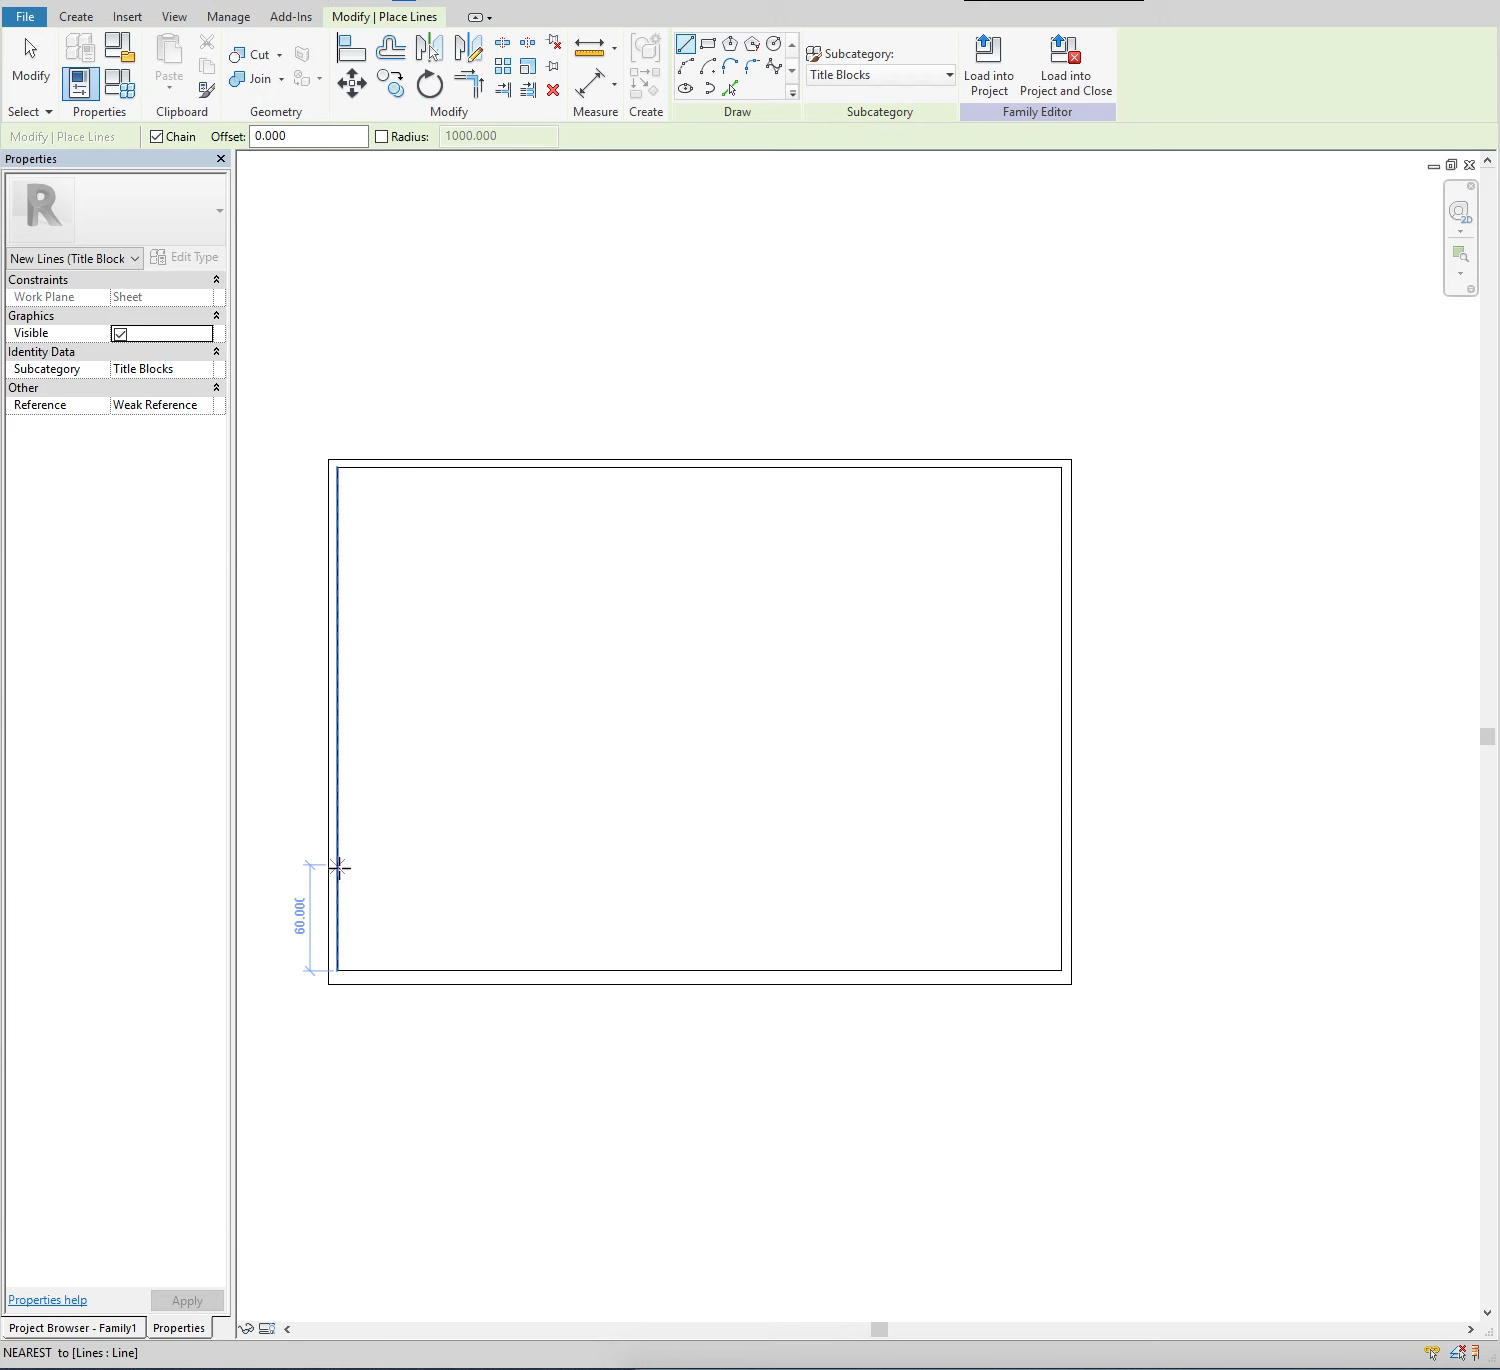 File Create Insert View Manage Add-Ins Modify | Place Lines
Modify
Paste
Cut
Join
Subcategory:
Title Blocks
Load into Project
Load into Project and Close
Select Properties Clipboard Geometry Modify Measure Create Draw Subcategory Family Editor
Modify | Place Lines Chain Offset: 0.000 Radius: 1000.000
Properties
R
2D
New Lines (Title Block Edit Type
Constraints
Work Plane Sheet
Graphics
Visible
Identity Data
Subcategory Title Blocks
Other
Reference Weak Reference
60.00
Properties help Apply
Project Browser - Family1 Properties
NEAREST to [Lines : Line]